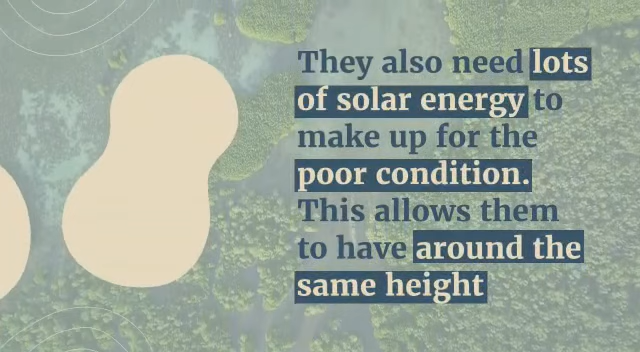 They also need lots
of solar energy to
make up for the
poor condition.
This allows them
to have around the
same height